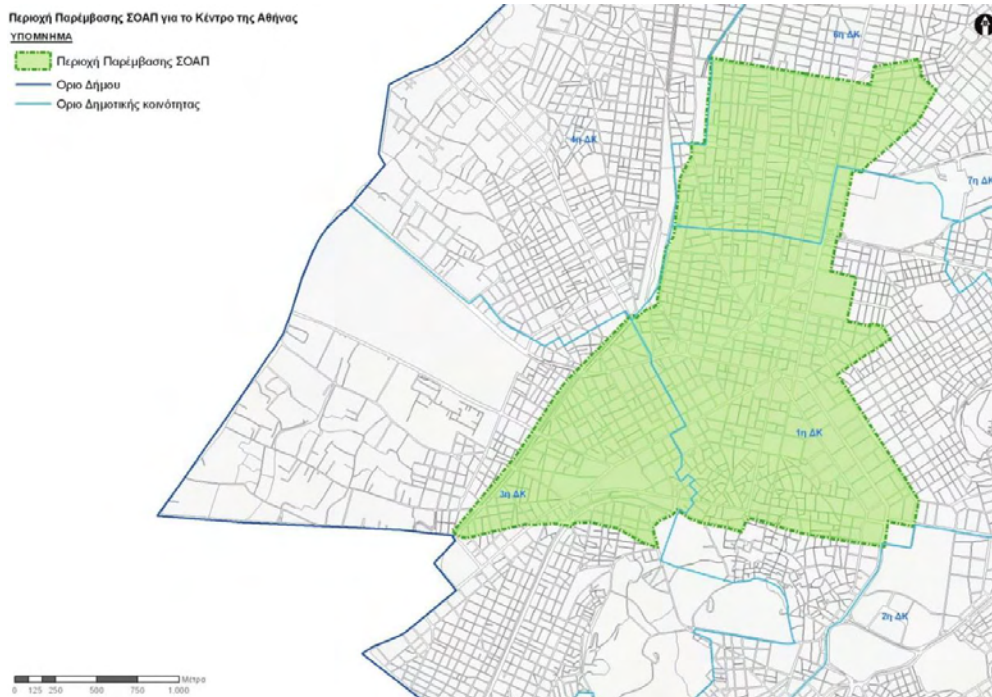 Περιοχή Παρέμβασης ΣΟΑΠ για το Κέντρο της Αθήνας
ΥΠΟΜΝΗΜΑ
Περιοχή Παρέμβασης ΣΟΑΠ
Οριο Δήμου
Οριο Δημοτικής κοινότητας
6η ΔΚ
4η ΔΚ
7η ΔΚ
1η ΔΚ
3η ΔΚ
2η ΔΚ
Μέτρα
0 125 250 500 750 1.000